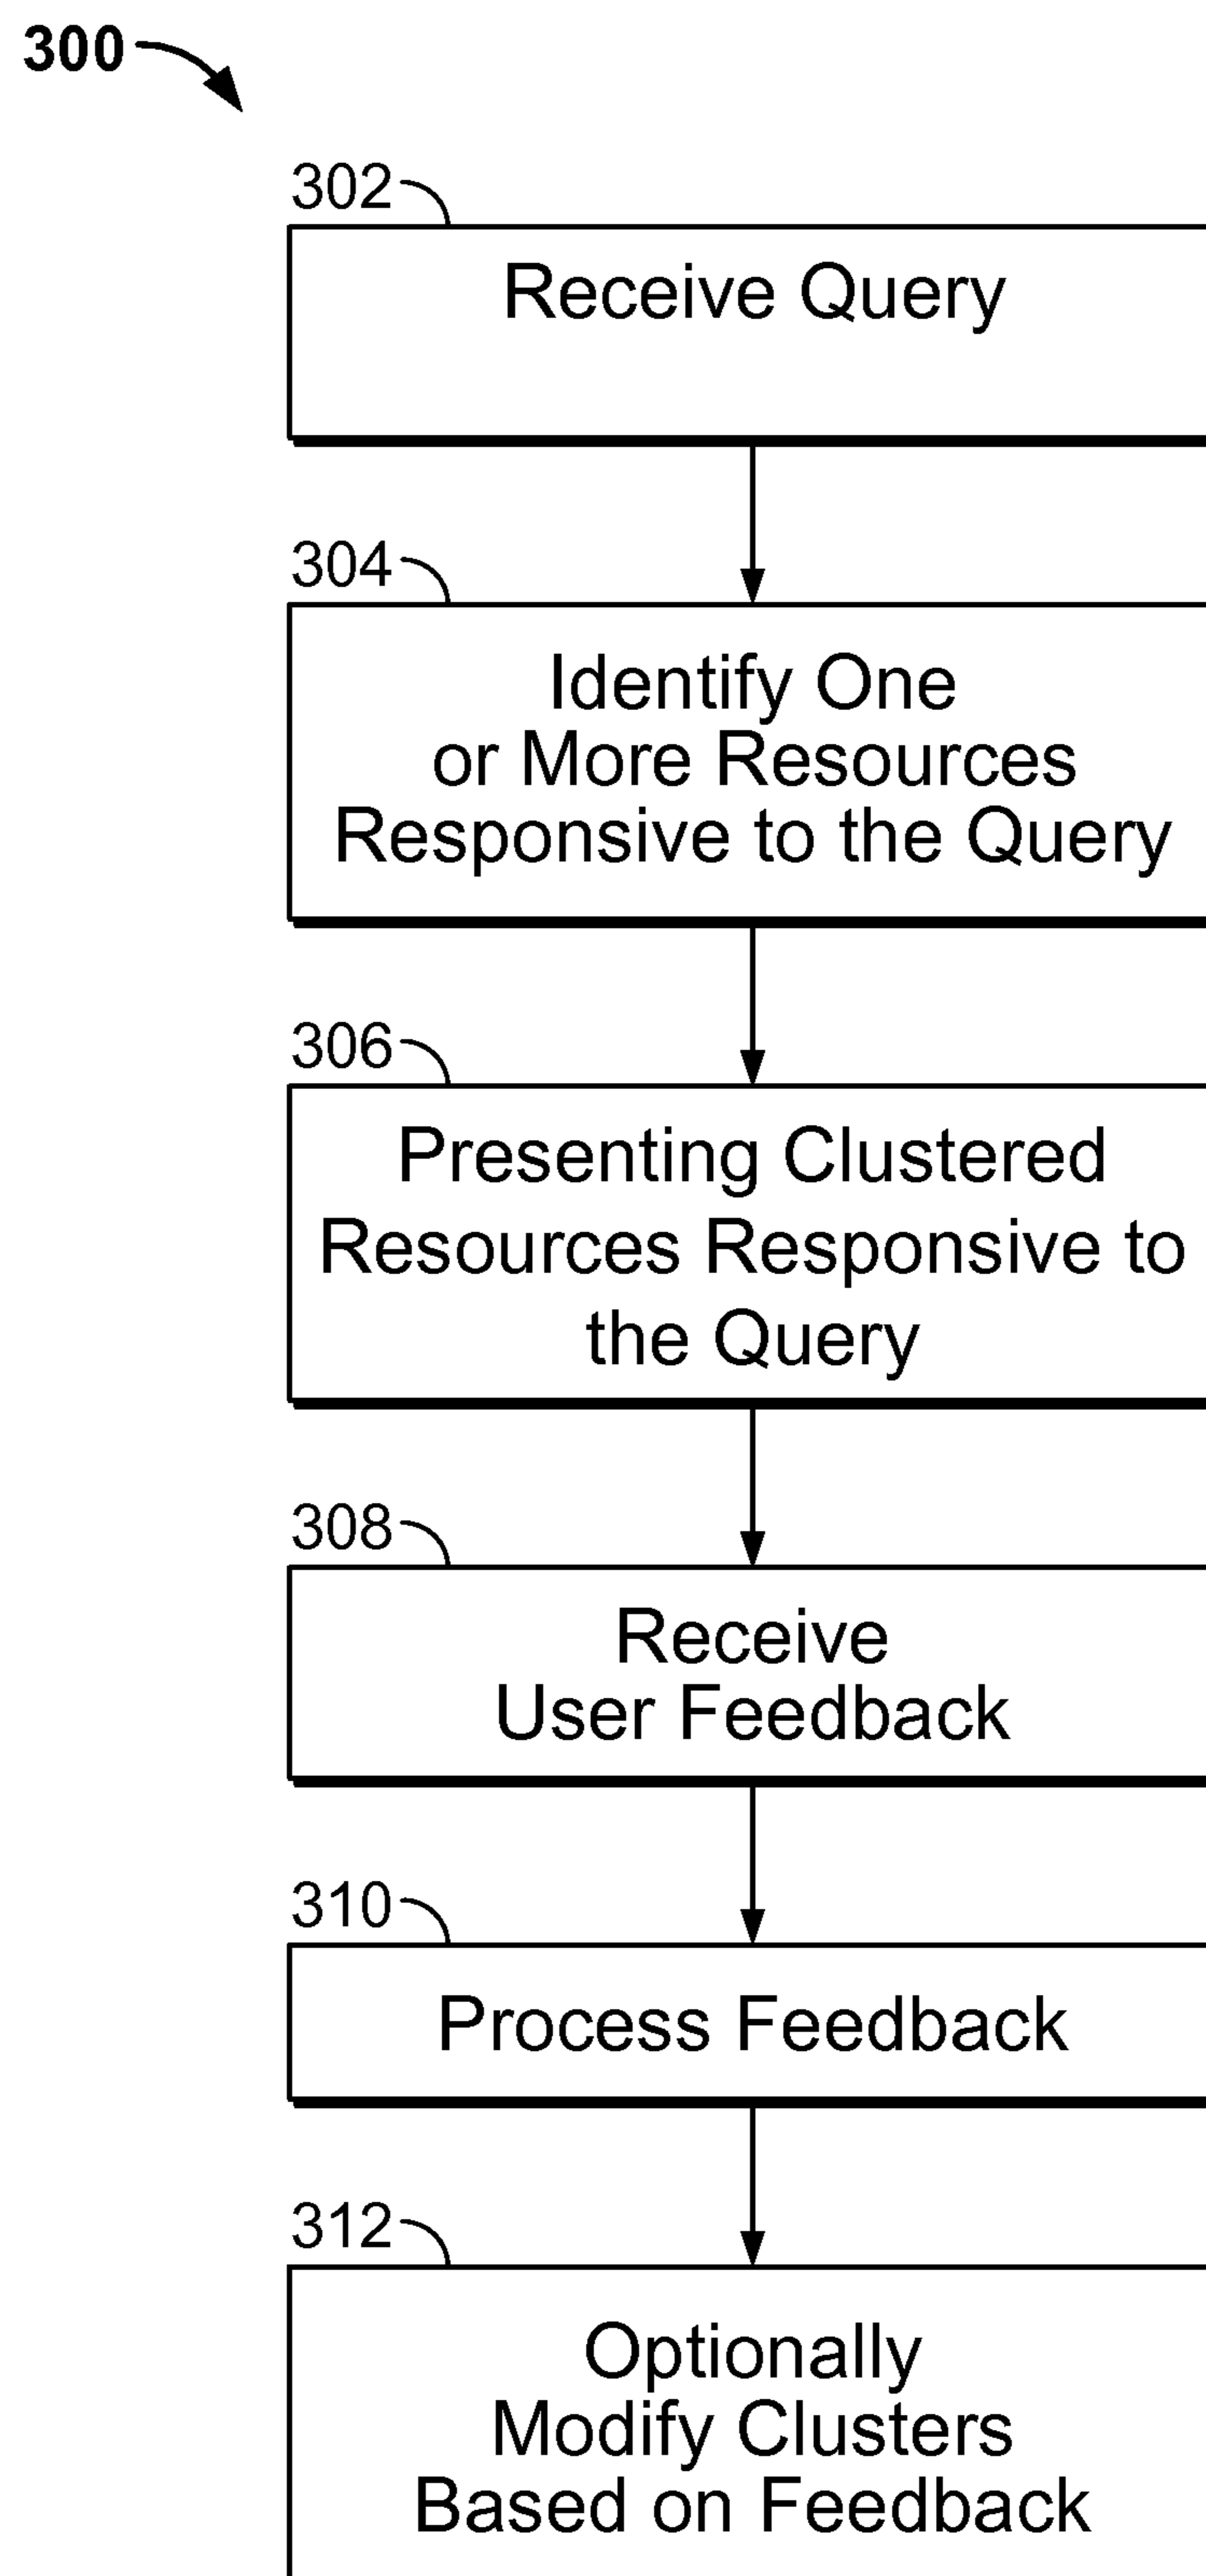 300
302
Receive Query
304
Identify One
or More Resources
Responsive to the Query
306
Presenting Clustered
Resources Responsive to
the Query
308
Receive
User Feedback
310
Process Feedback
312
Optionally
Modify Clusters
Based on Feedback